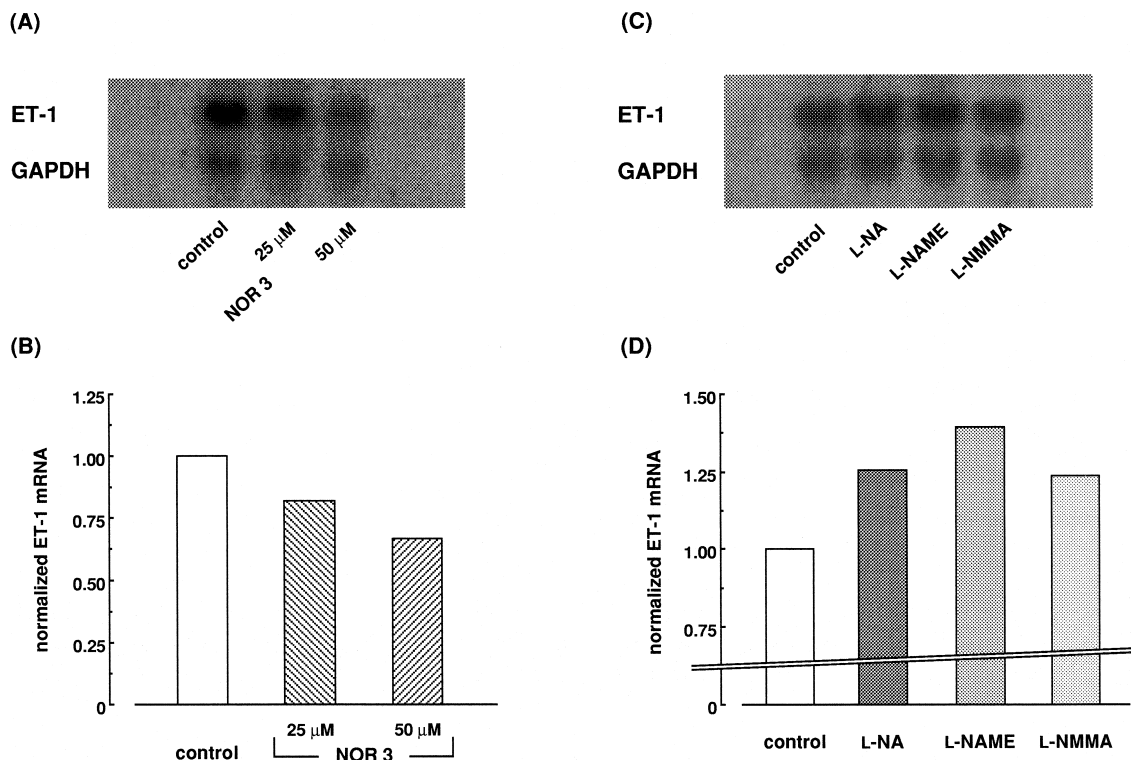 (A)
ET-1
GAPDH
control
25 µM
50 µM
NOR 3
(C)
ET-1
GAPDH
control
L-NA
L-NAME
L-NMMA
(B)
normalized ET-1 mRNA
1.25
1.00
0.75
0.50
0.25
0
control
25 µM
50 µM
NOR 3
(D)
normalized ET-1 mRNA
1.50
1.25
1.00
0.75
0
control
L-NA
L-NAME
L-NMMA